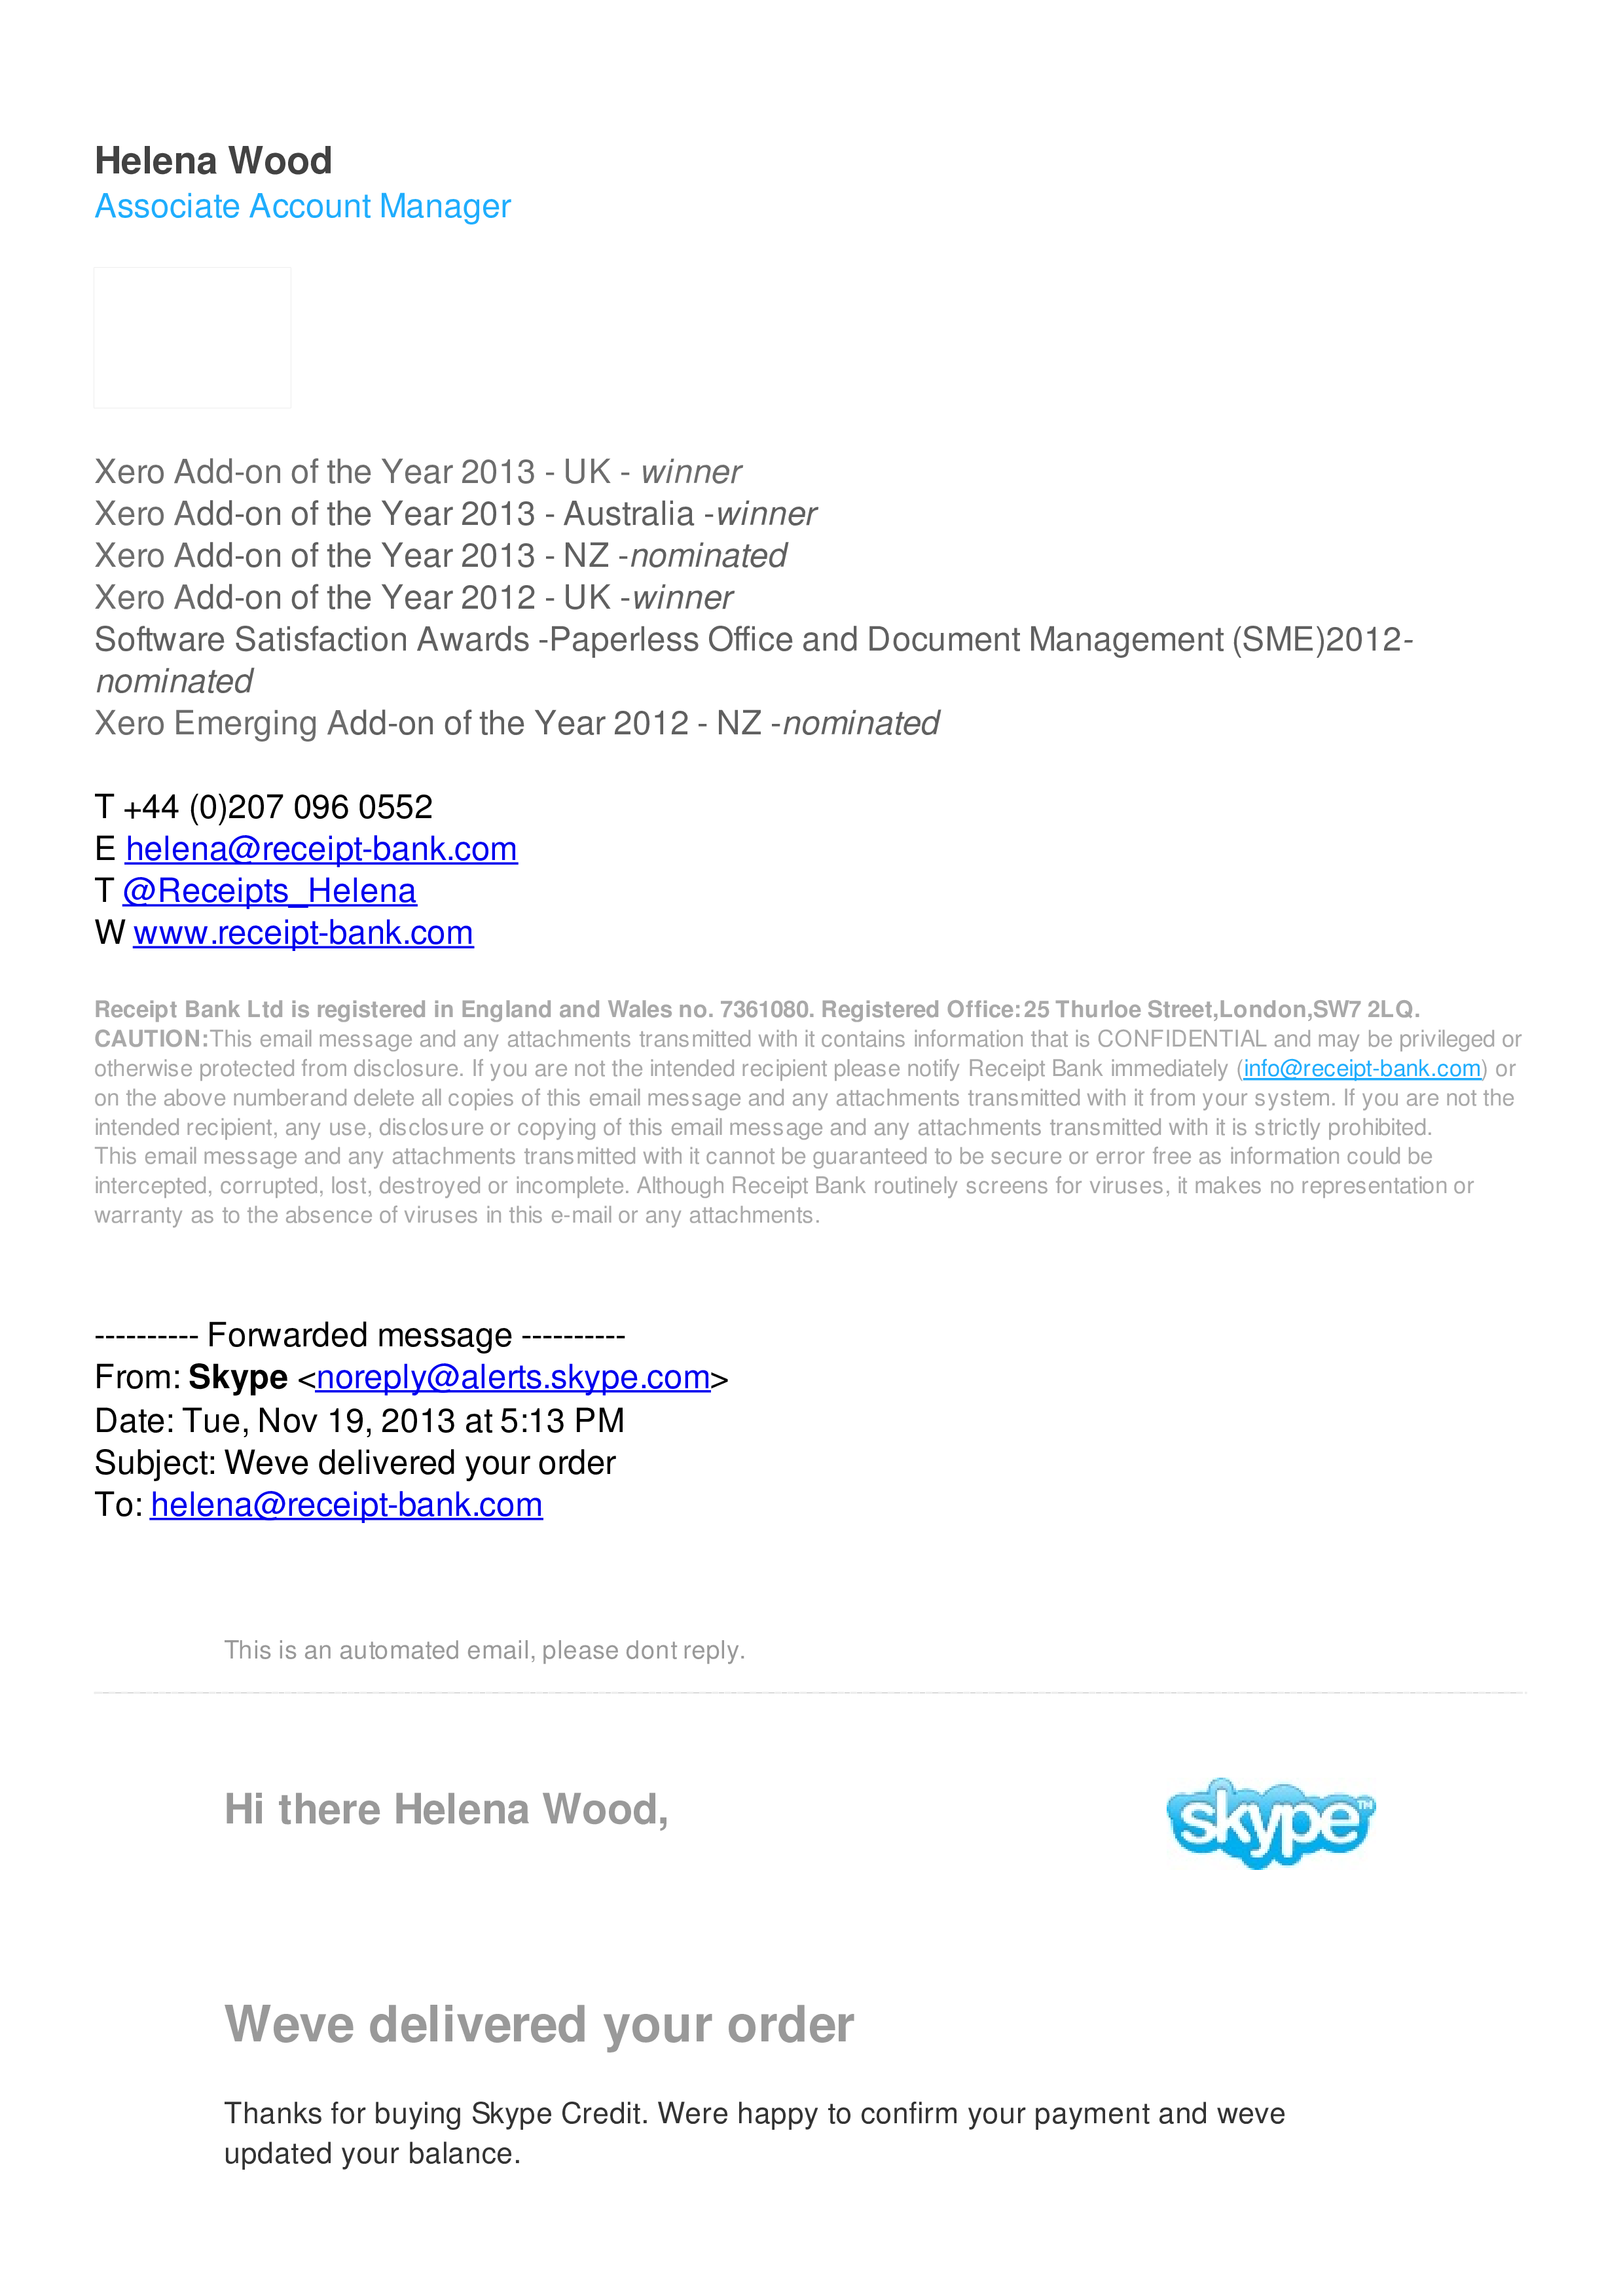 Helena Wood
Associate Account Manager
Xero Add-on of the Year 2013 - UK - winner
Xero Add-on of the Year 2013 - Australia -winner
Xero Add-on of the Year 2013 - NZ -nominated
Xero Add-on of the Year 2012 - UK -winner
Software Satisfaction Awards -Paperless Office and Document Management (SME)2012-
nominated
Xero Emerging Add-on of the Year 2012 - NZ -nominated
T +44 (0)207 096 0552
E helena@receipt-bank.com
T @Receipts_Helena
W www.receipt-bank.com
Receipt Bank Ltd is registered in England and Wales no. 7361080. Registered Office:25 Thurloe Street,London,SW7 2LQ.
CAUTION:This email message and any attachments transmitted with it contains information that is CONFIDENTIAL and may be privileged or
otherwise protected from disclosure. If you are not the intended recipient please notify Receipt Bank immediately (info@receipt-bank.com) or
on the above numberand delete all copies of this email message and any attachments transmitted with it from your system. If you are not the
intended recipient, any use, disclosure or copying of this email message and any attachments transmitted with it is strictly prohibited.
This email message and any attachments transmitted with it cannot be guaranteed to be secure or error free as information could be
intercepted, corrupted, lost, destroyed or incomplete. Although Receipt Bank routinely screens for viruses, it makes no representation or
warranty as to the absence of viruses in this e-mail or any attachments.
---------- Forwarded message ----------
From: Skype <noreply@alerts.skype.com>
Date: Tue, Nov 19, 2013 at 5:13 PM
Subject: Weve delivered your order
To: helena@receipt-bank.com
This is an automated email, please dont reply.
Hi there Helena Wood,
skype™
Weve delivered your order
Thanks for buying Skype Credit. Were happy to confirm your payment and weve
updated your balance.